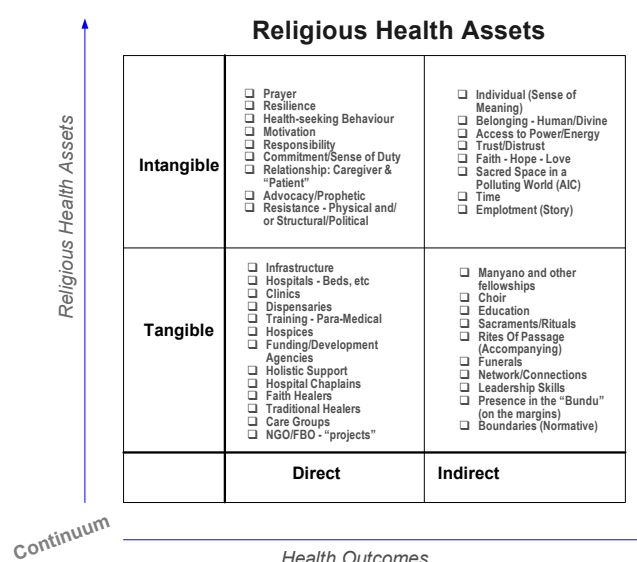 Religious Health Assets
Religious Health Assets
Intangible
❑ Prayer
❑ Resilience
❑ Health-seeking Behaviour
❑ Motivation
❑ Responsibility
❑ Commitment/Sense of Duty
❑ Relationship: Caregiver &
“Patient”
❑ Advocacy/Prophetic
❑ Resistance - Physical and/
or Structural/Political
❑ Individual (Sense of
Meaning)
❑ Belonging - Human/Divine
❑ Access to Power/Energy
❑ Trust/Distrust
❑ Faith - Hope - Love
❑ Sacred Space in a
Polluting World (AIC)
❑ Time
❑ Emplotment (Story)
Tangible
❑ Infrastructure
❑ Hospitals - Beds, etc
❑ Clinics
❑ Dispensaries
❑ Training - Para-Medical
❑ Hospices
❑ Funding/Development
Agencies
❑ Holistic Support
❑ Hospital Chaplains
❑ Faith Healers
❑ Traditional Healers
❑ Care Groups
❑ NGO/FBO - “projects”
❑ Manyano and other
fellowships
❑ Choir
❑ Education
❑ Sacraments/Rituals
❑ Rites Of Passage
(Accompanying)
❑ Funerals
❑ Network/Connections
❑ Leadership Skills
❑ Presence in the “Bundu”
(on the margins)
❑ Boundaries (Normative)
Direct
Indirect
Continuum
Health Outcomes